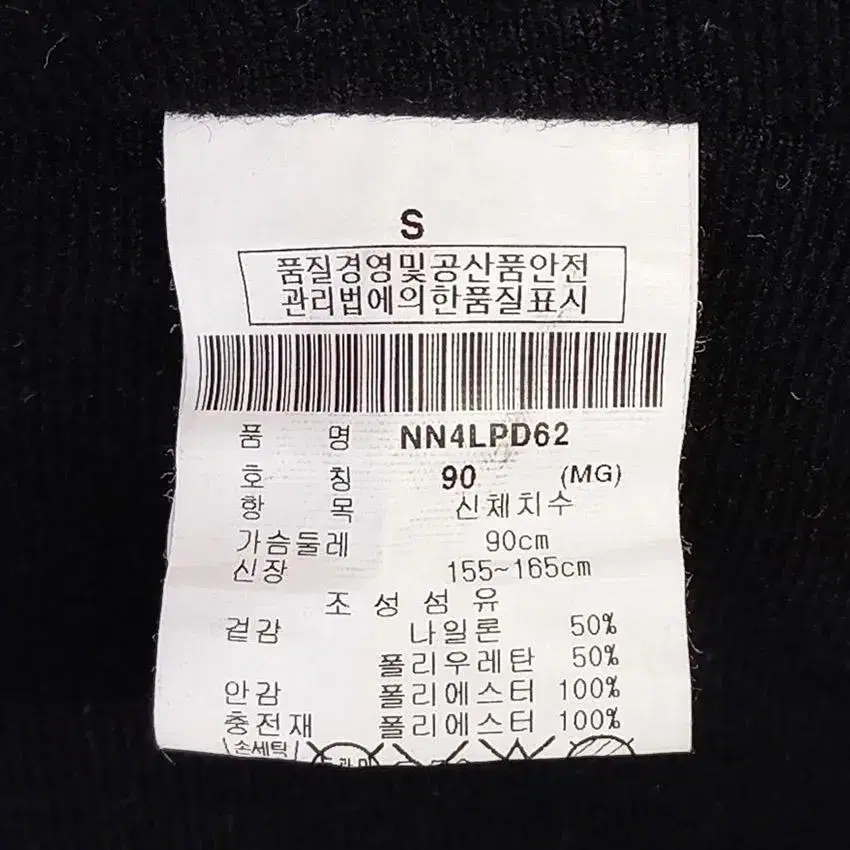 S
품질경영및공산품안전
관리법에의한품질표시
품 명 NN4LPD62
호 칭 90 (MG)
항 목 신체치수
가슴둘레 90cm
신장 155~165cm
조성섬유
겉감 나일론 50%
폴리우레탄 50%
안감 폴리에스터 100%
충전재 폴리에스터 100%
손세탁